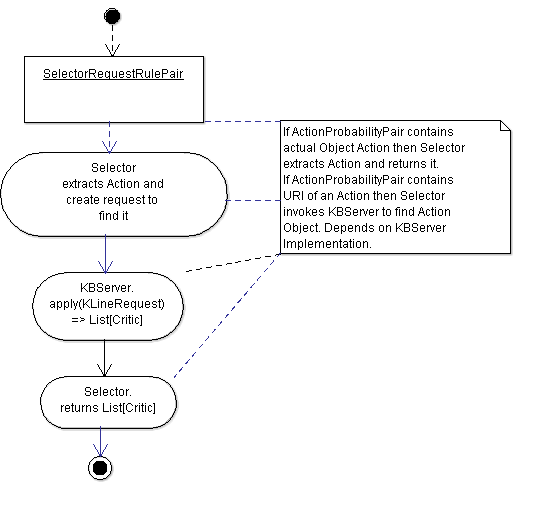 SelectorRequestRulePair
Selector
extracts Action and
create request to
find it
If ActionProbabilityPair contains
actual Object Action then Selector
extracts Action and returns it.
If ActionProbabilityPair contains
URI of an Action then Selector
invokes KBServer to find Action
Object. Depends on KBServer
Implementation.
KBServer.
apply(KLineRequest)
=> List[Critic]
Selector.
returns List[Critic]